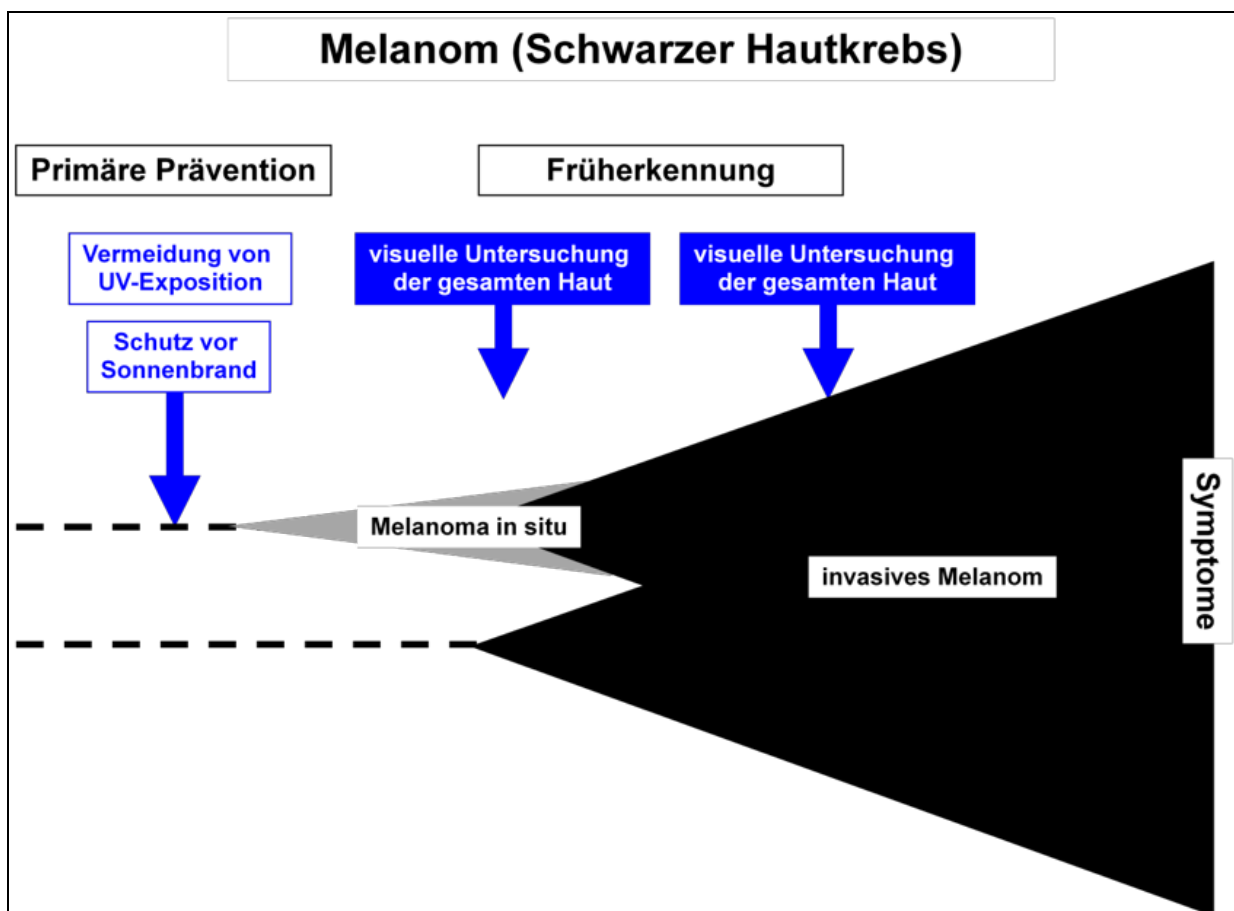 Melanom (Schwarzer Hautkrebs)
Primäre Prävention
Früherkennung
Vermeidung von
UV-Exposition
Schutz vor
Sonnenbrand
visuelle Untersuchung
der gesamten Haut
visuelle Untersuchung
der gesamten Haut
Melanoma in situ
invasives Melanom
Symptome